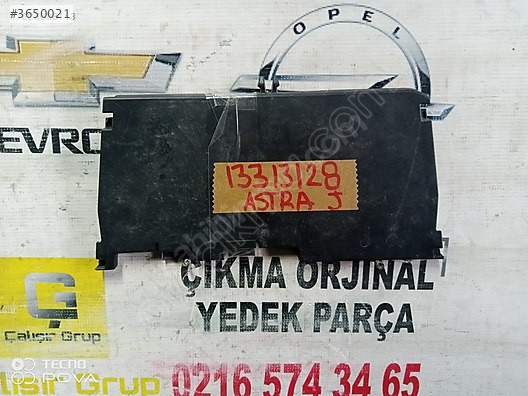 #3650021
OPEL
EVRO
13313128
ASTRA J
ÇIKMA ORJİNAL
YEDEK PARÇA
Çalışır Grup
TECNO
POVA
alışır Grup
0216 574 34 65